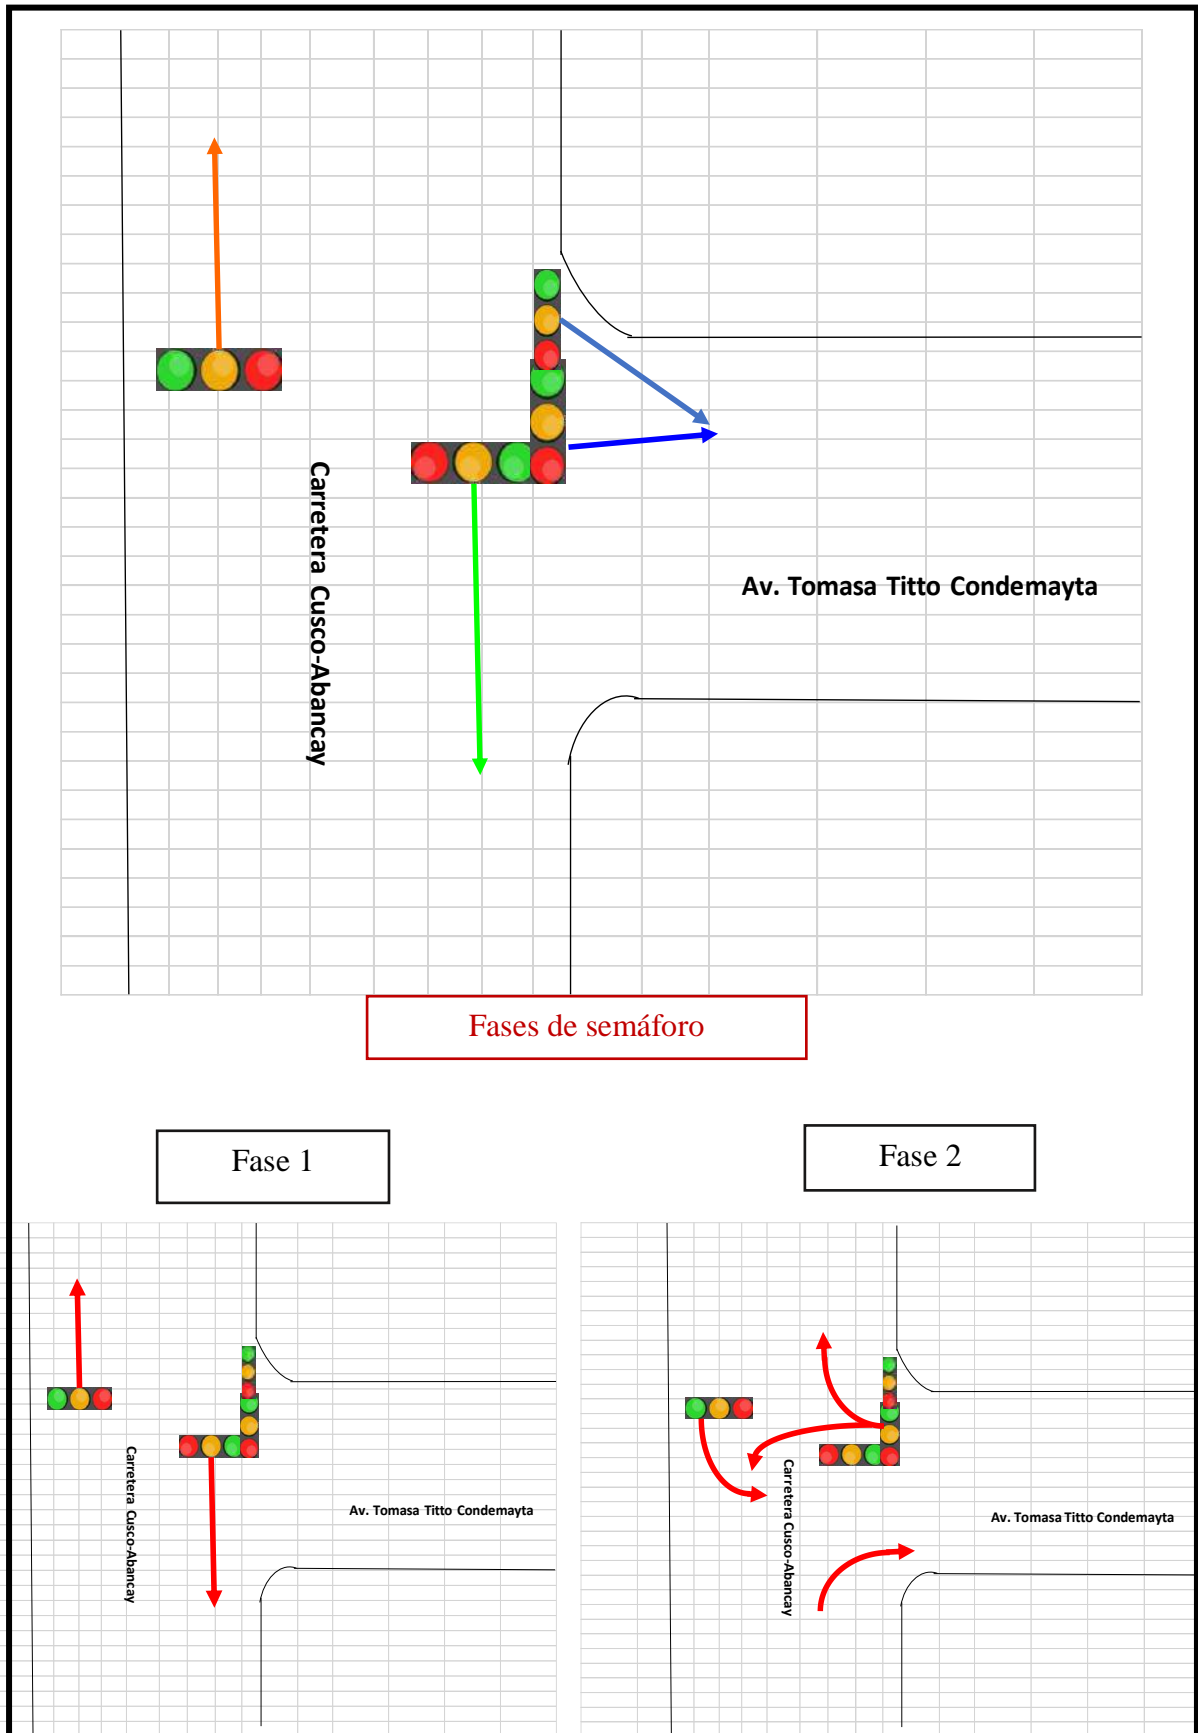 Carretera Cusco-Abancay
Av. Tomasa Titto Condemayta
Fases de semáforo
Fase 1
Fase 2
Carretera Cusco-Abancay
Av. Tomasa Titto Condemayta
Carretera Cusco-Abancay
Av. Tomasa Titto Condemayta